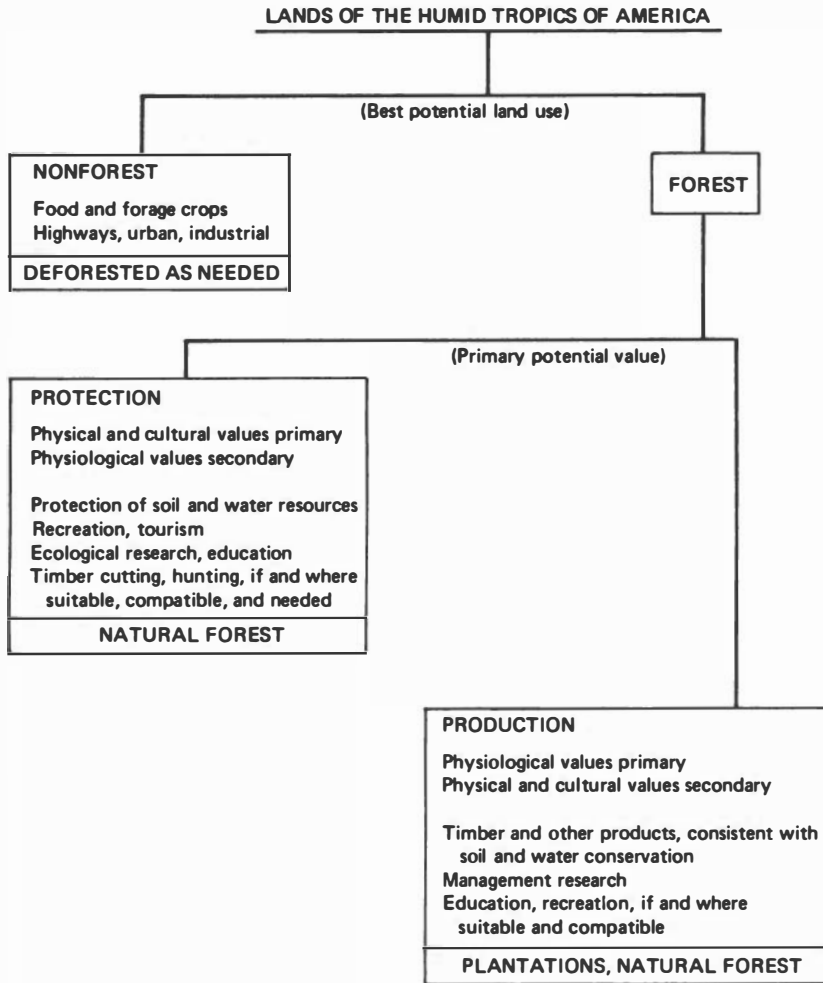 LANDS OF THE HUMID TROPICS OF AMERICA
(Best potential land use)
NONFOREST
Food and forage crops
Highways, urban, industrial
DEFORESTED AS NEEDED
FOREST
(Primary potential value)
PROTECTION
Physical and cultural values primary
Physiological values secondary
Protection of soil and water resources
Recreation, tourism
Ecological research, education
Timber cutting, hunting, if and where
suitable, compatible, and needed
NATURAL FOREST
PRODUCTION
Physiological values primary
Physical and cultural values secondary
Timber and other products, consistent with
soil and water conservation
Management research
Education, recreation, if and where
suitable and compatible
PLANTATIONS, NATURAL FOREST